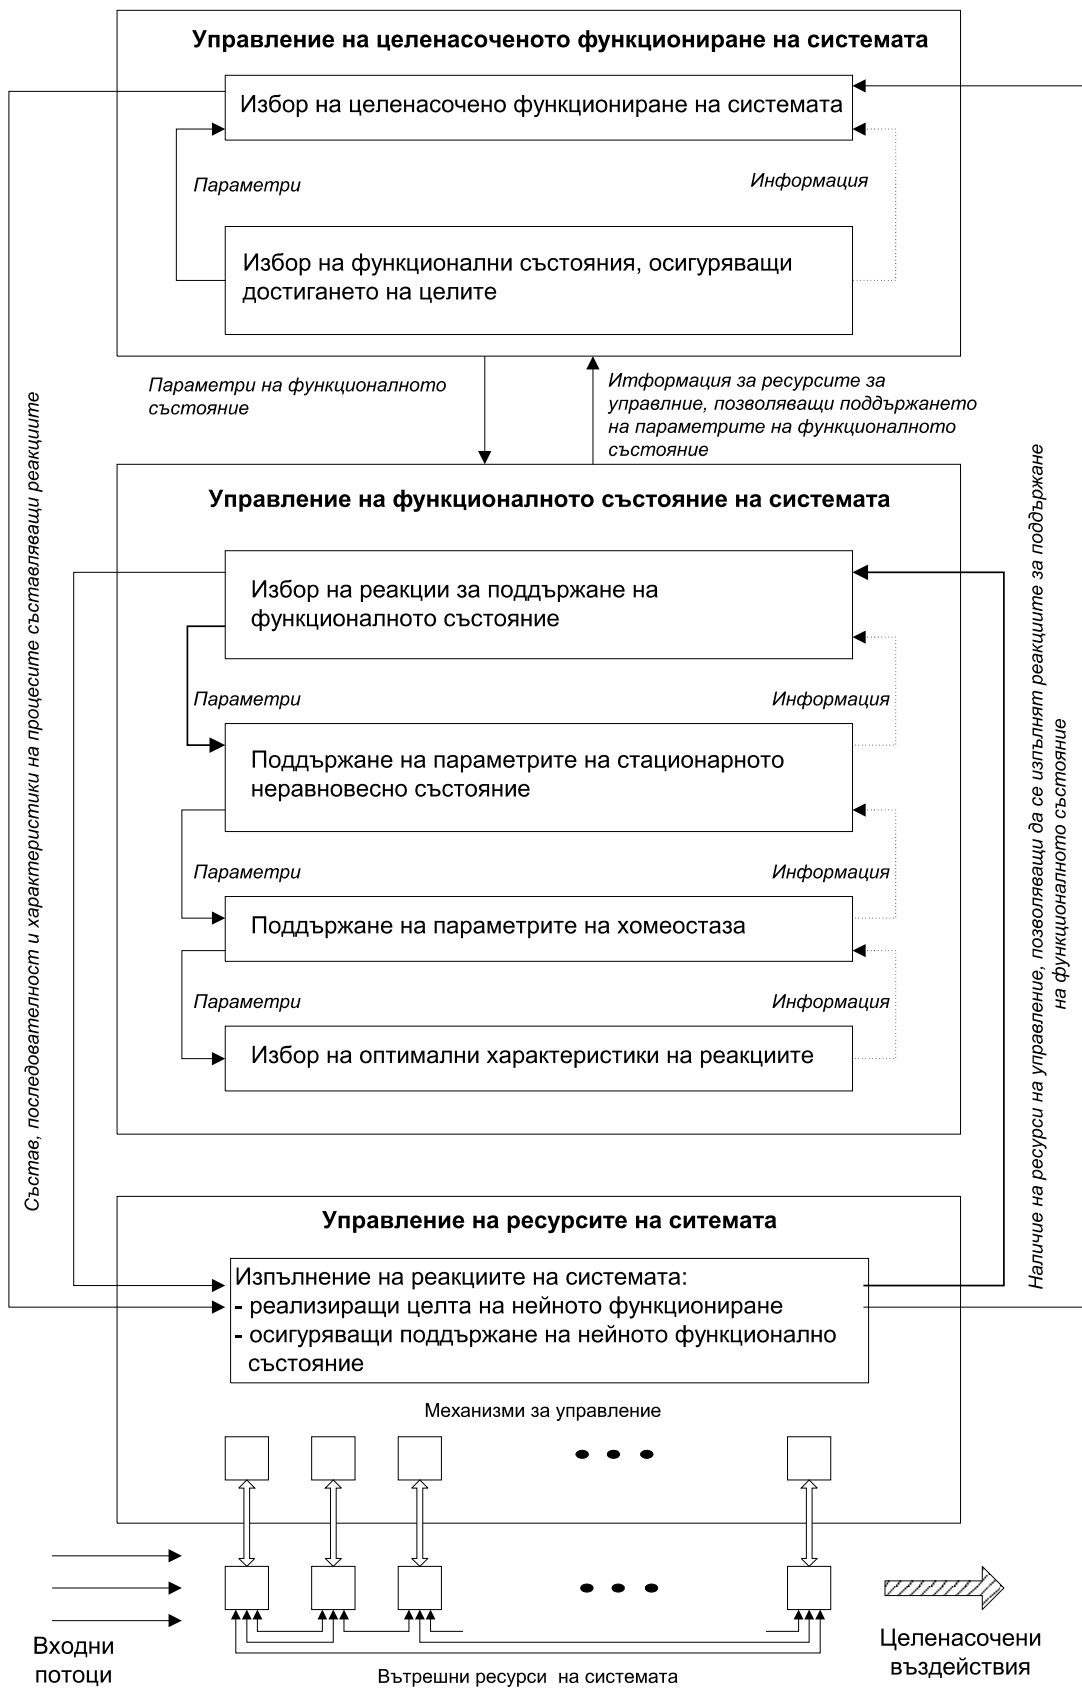 Управление на целенасоченото функциониране на системата
Избор на целенасочено функциониране на системата
Параметри
Информация
Избор на функционални състояния, осигуряващи
достигането на целите
Параметри на функционалното
състояние
Итформация за ресурсите за
управлние, позволяващи поддържането
на параметрите на функционалното
състояние
Управление на функционалното състояние на системата
Избор на реакции за поддържане на
функционалното състояние
Параметри
Информация
Поддържане на параметрите на стационарното
неравновесно състояние
Параметри
Информация
Поддържане на параметрите на хомеостаза
Параметри
Информация
Избор на оптимални характеристики на реакциите
Състав, последователност и характеристики на процесите съставляващи реакциите
Наличие на ресурси на управление, позволяващи да се изпълнят реакциите за поддържане
на функционалното състояние
Управление на ресурсите на ситемата
Изпълнение на реакциите на системата:
- реализиращи целта на нейното функциониране
- осигуряващи поддържане на нейното функционално
състояние
Механизми за управление
Входни
потоци
Вътрешни ресурси на системата
Целенасочени
въздействия